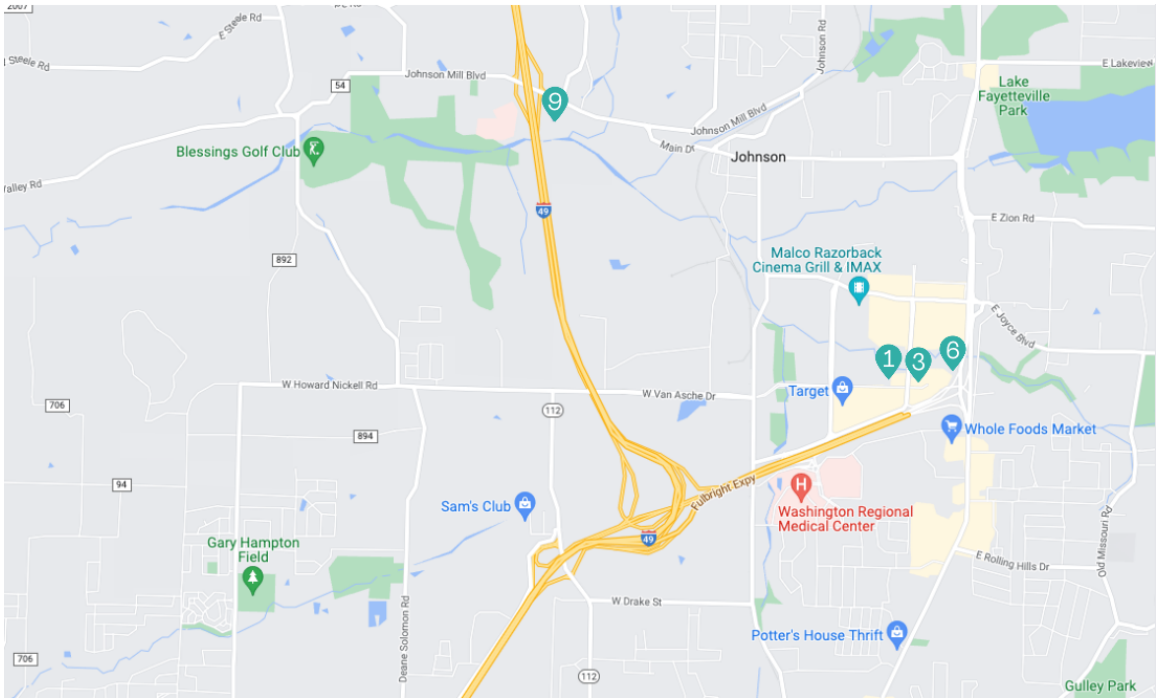 2007
E Steele Rd
Steele Rd
Johnson Mill Blvd
54
9
Johnson Rd
E Lakeview
Lake
Fayetteville
Park
Blessings Golf Club
Johnson Mill Blvd
Main Dr
Johnson
alley Rd
49
E Zion Rd
892
Malco Razorback
Cinema Grill & IMAX
E Joyce Blvd
1
3
6
W Howard Nickell Rd
W Van Asche Dr
Target
706
112
894
Whole Foods Market
94
Fulbright Expy
Sam's Club
Washington Regional
Medical Center
Old Missouri Rd
49
Gary Hampton
Field
E Rolling Hills Dr
W Drake St
Deane Solomon Rd
Potter's House Thrift
706
112
Gulley Park